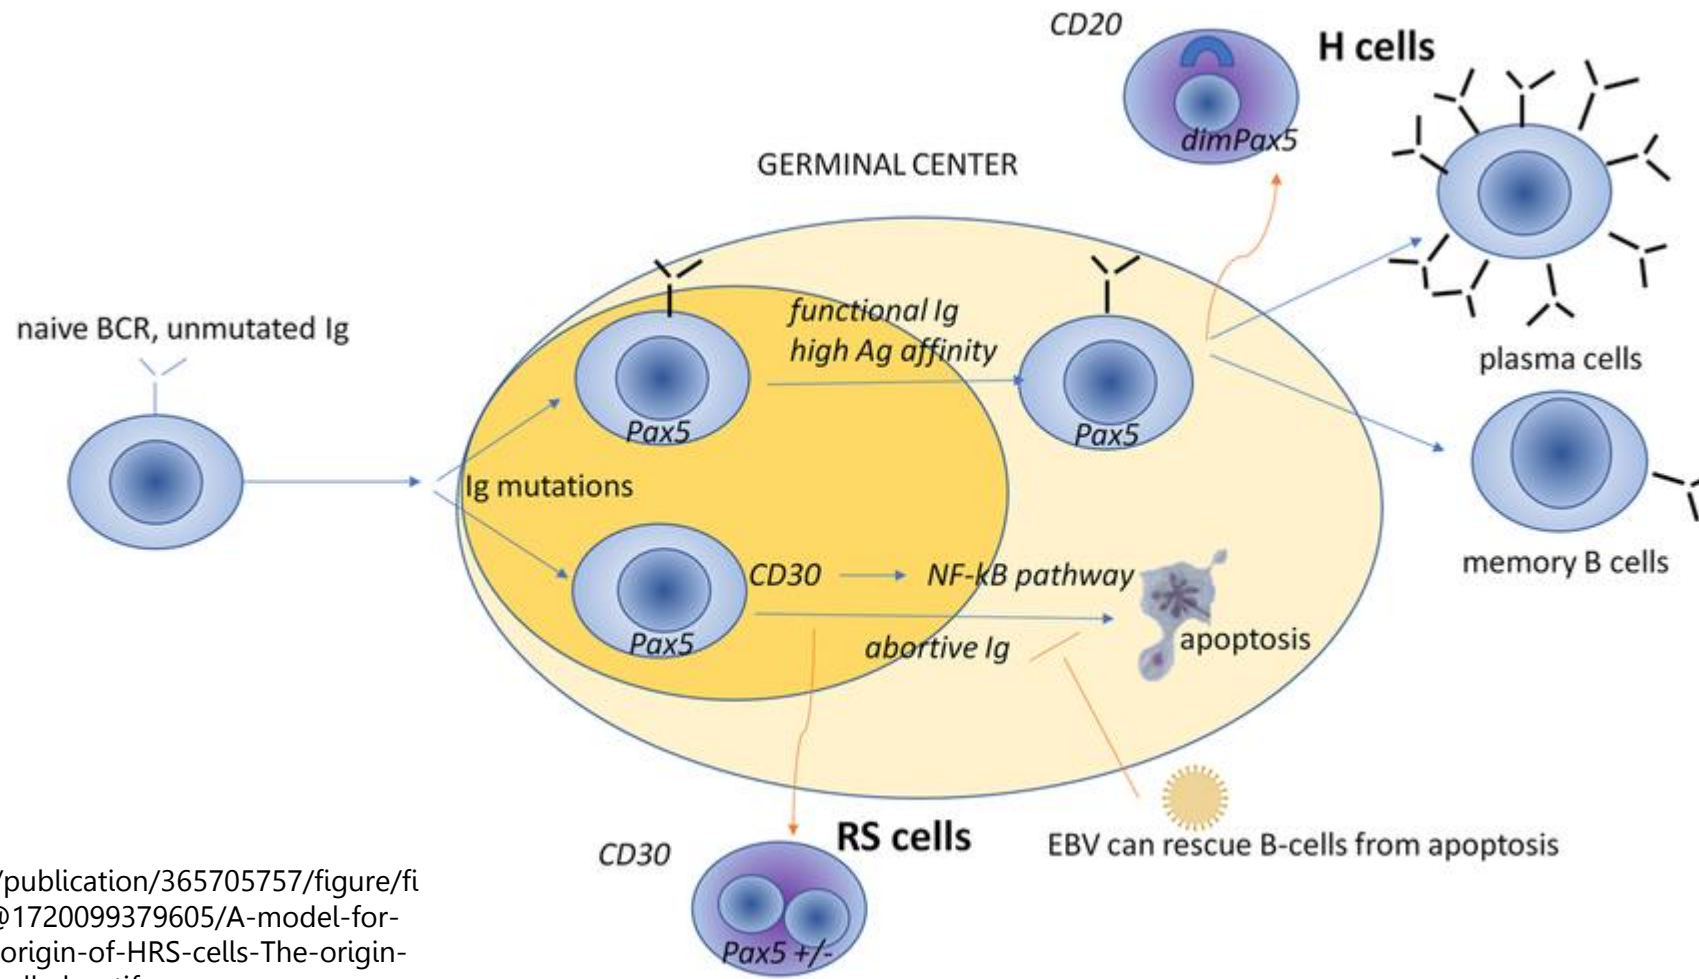 CD20
H cells
dimPax5
GERMINAL CENTER
naive BCR, unmutated Ig
functional Ig
high Ag affinity
plasma cells
Pax5
Pax5
Ig mutations
memory B cells
CD30
NF-kB pathway
Pax5
abortive Ig
apoptosis
RS cells
EBV can rescue B-cells from apoptosis
CD30
Pax5 +/-
/publication/365705757/figure/fi
@1720099379605/A-model-for-
origin-of-HRS-cells-The-origin-